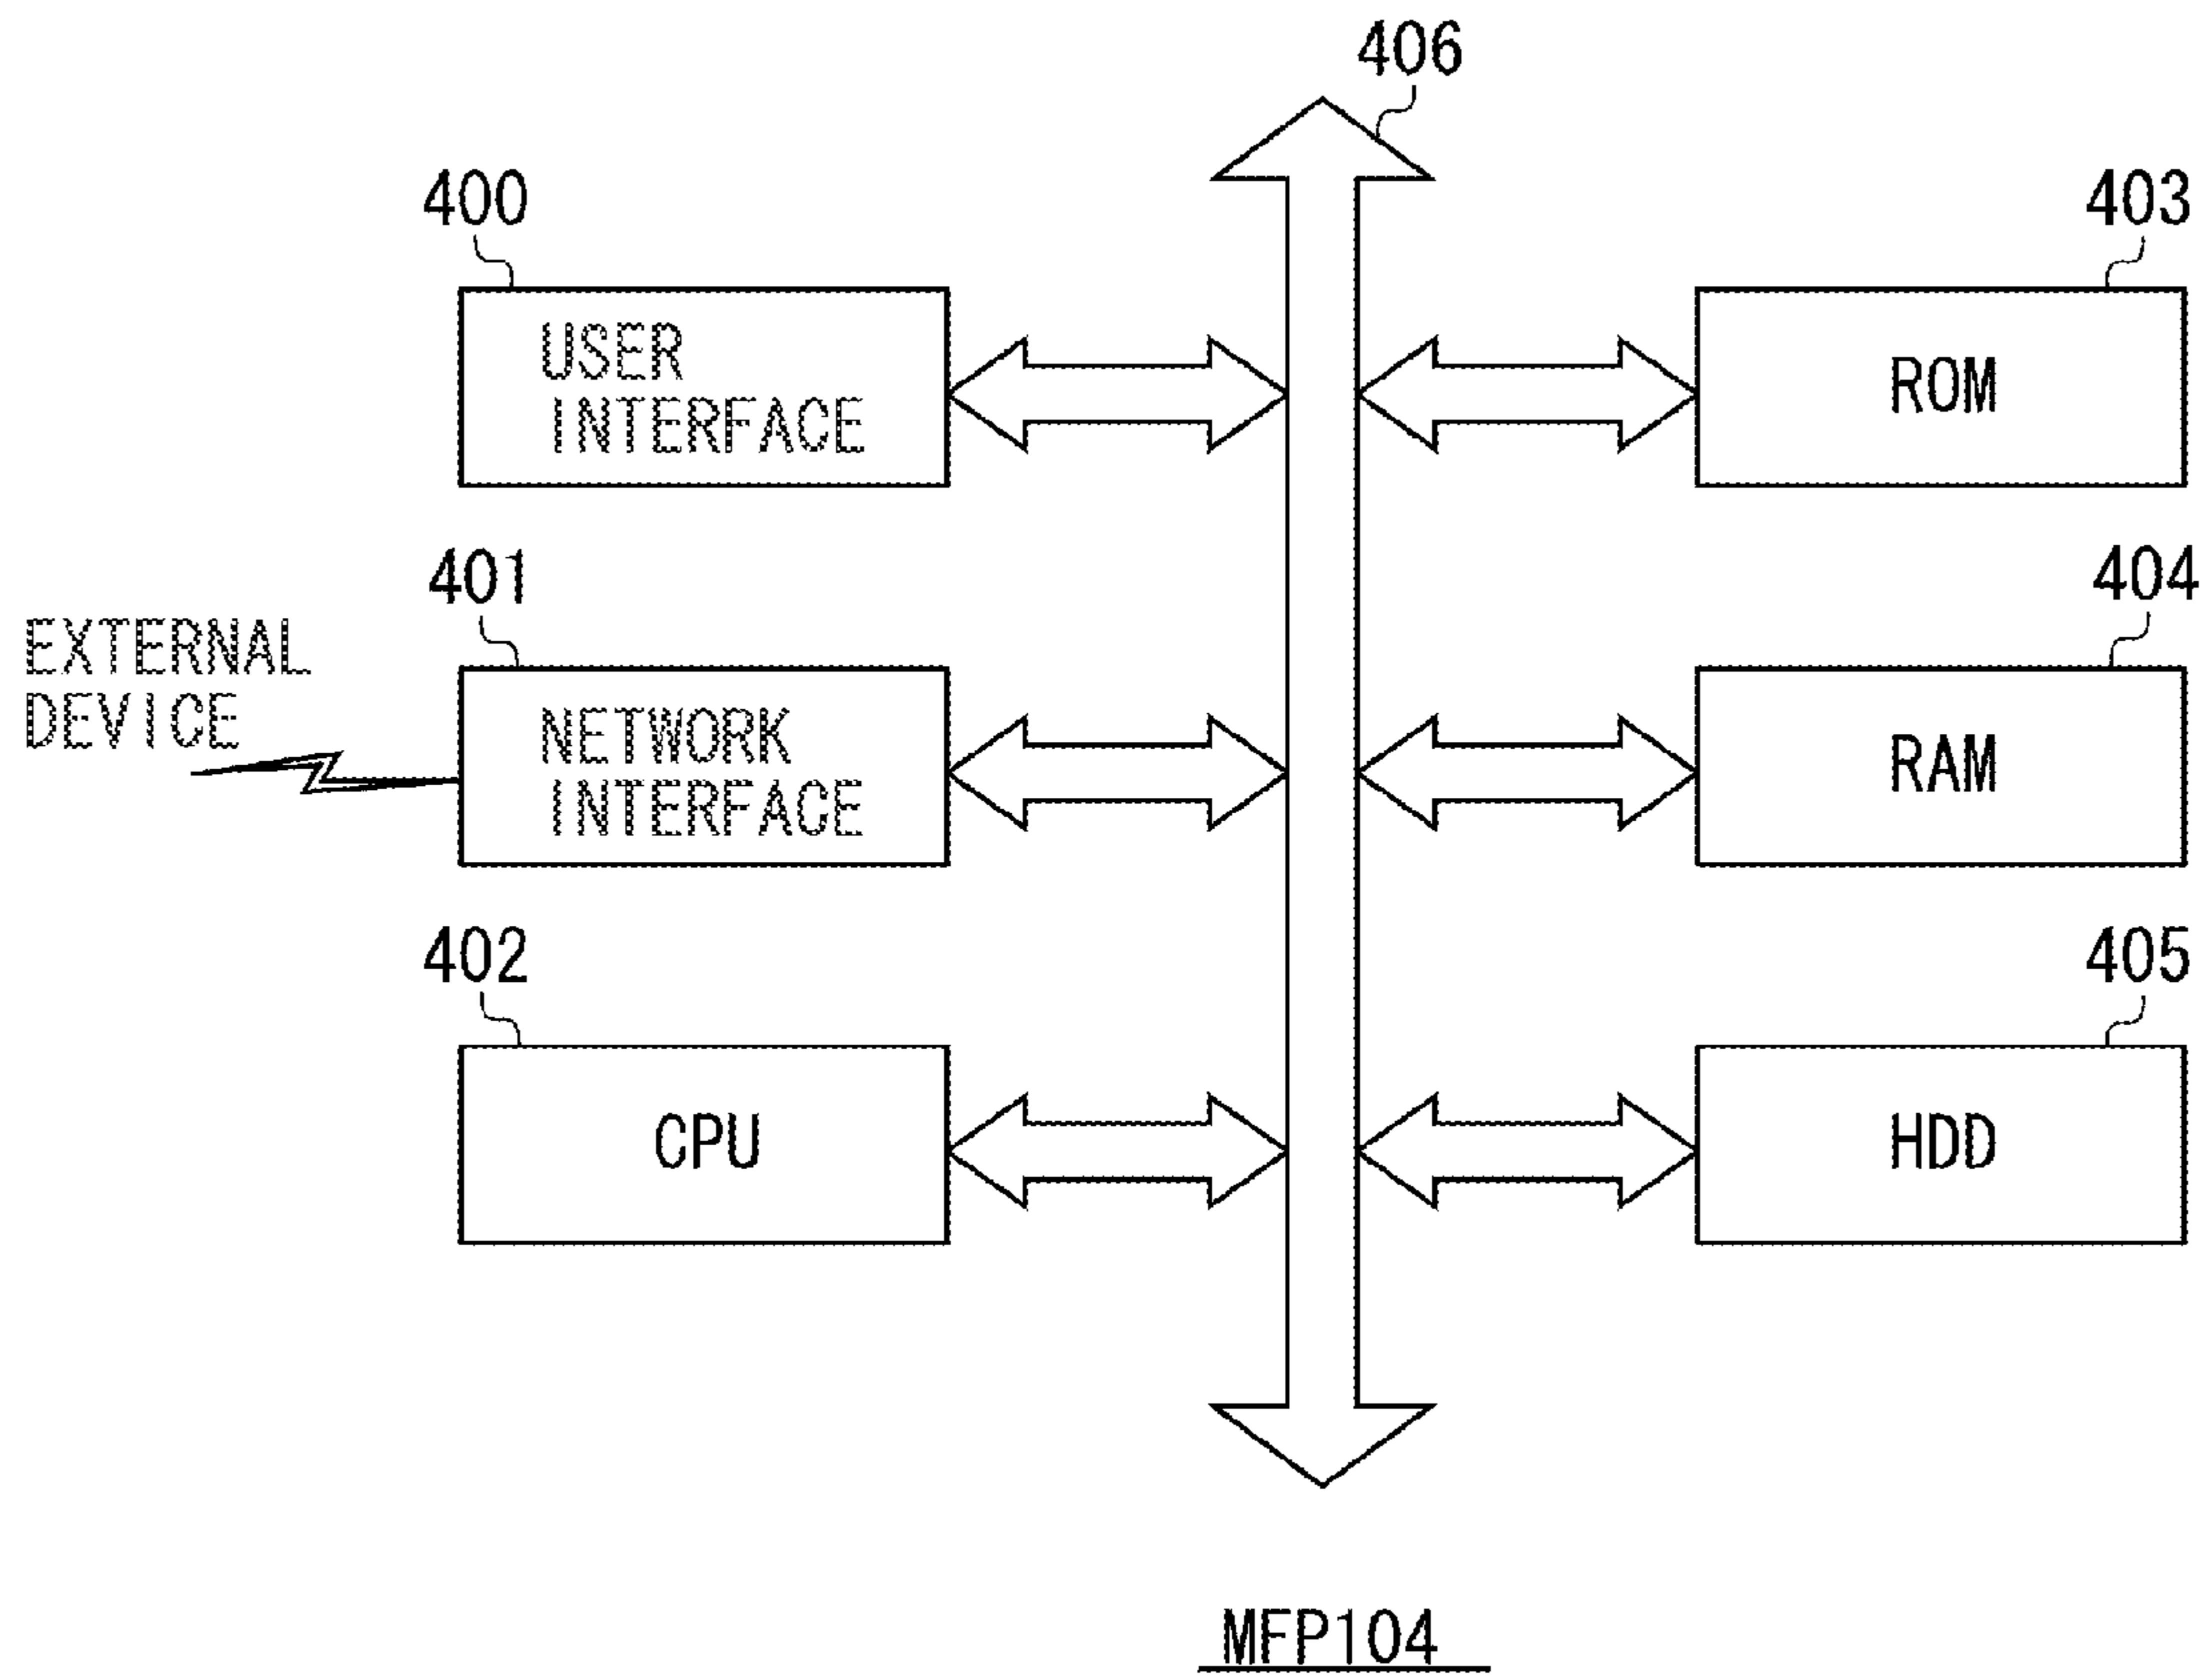 406
400
403
USER
INTERFACE
ROM
401
404
EXTERNAL
DEVICE
NETWORK
INTERFACE
RAM
402
405
CPU
HDD
MFP104